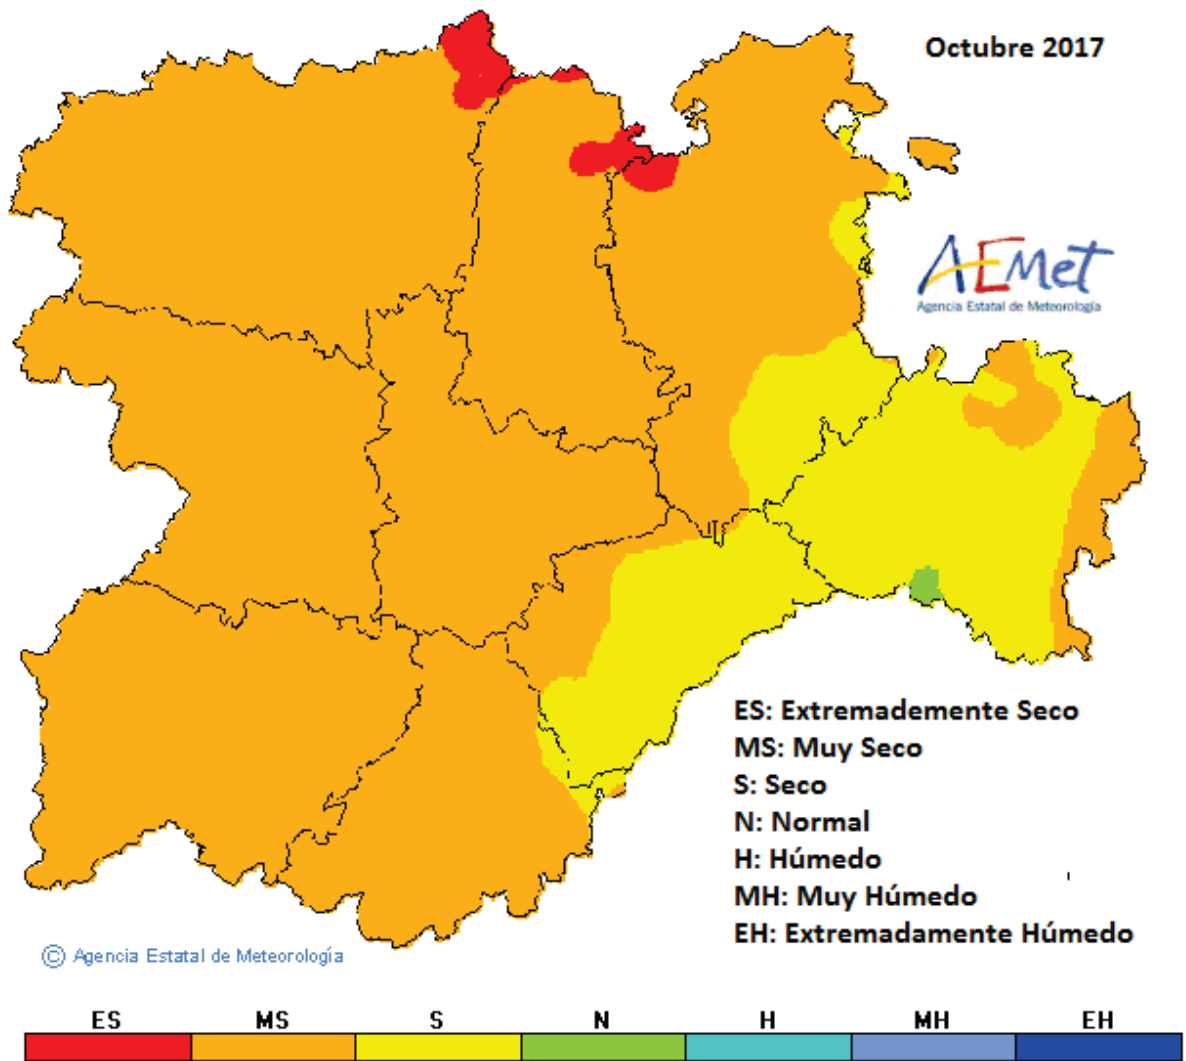 Octubre 2017
AEMet
Agencia Estatal de Meteorología
ES: Extremademente Seco
MS: Muy Seco
S: Seco
N: Normal
H: Húmedo
MH: Muy Húmedo
EH: Extremadamente Húmedo
© Agencia Estatal de Meteorología
ES MS S N H MH EH